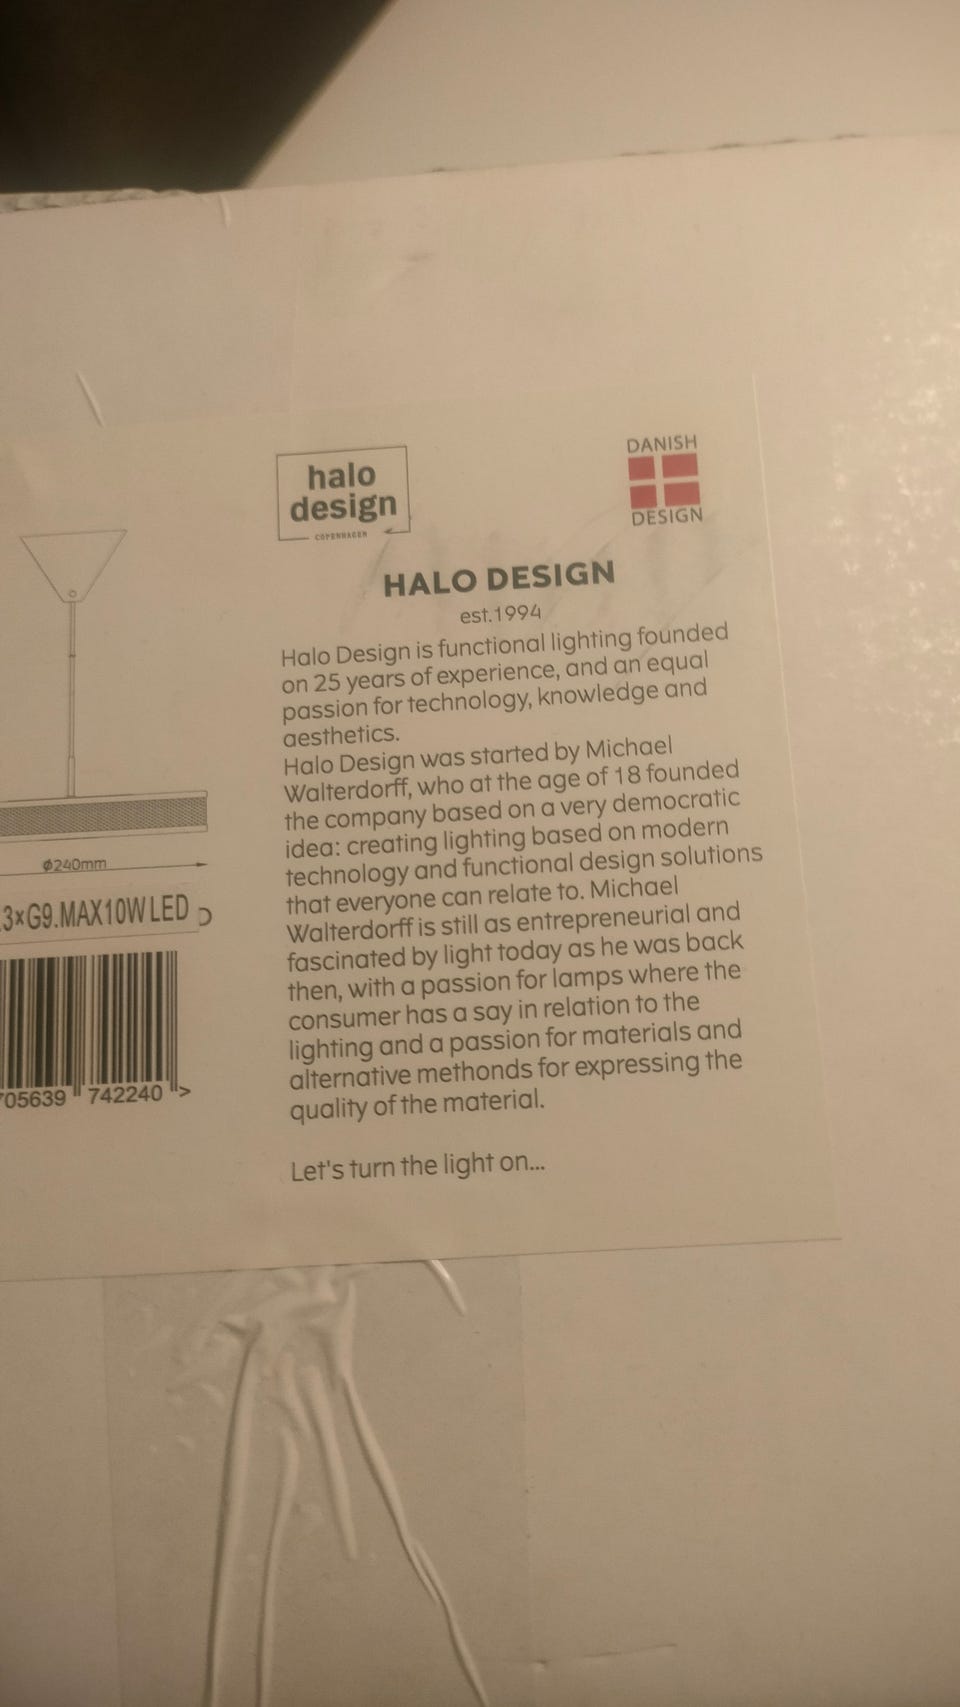 halo
design
COPENHAGEN
DANISH
DESIGN
HALO DESIGN
est.1994
Halo Design is functional lighting founded
on 25 years of experience, and an equal
passion for technology, knowledge and
aesthetics.
Halo Design was started by Michael
Walterdorff, who at the age of 18 founded
the company based on a very democratic
idea: creating lighting based on modern
technology and functional design solutions
that everyone can relate to. Michael
Walterdorff is still as entrepreneurial and
fascinated by light today as he was back
then, with a passion for lamps where the
consumer has a say in relation to the
lighting and a passion for materials and
alternative methonds for expressing the
quality of the material.
Let's turn the light on...
ø240mm
3×G9.MAX10W LED
705639 742240 >